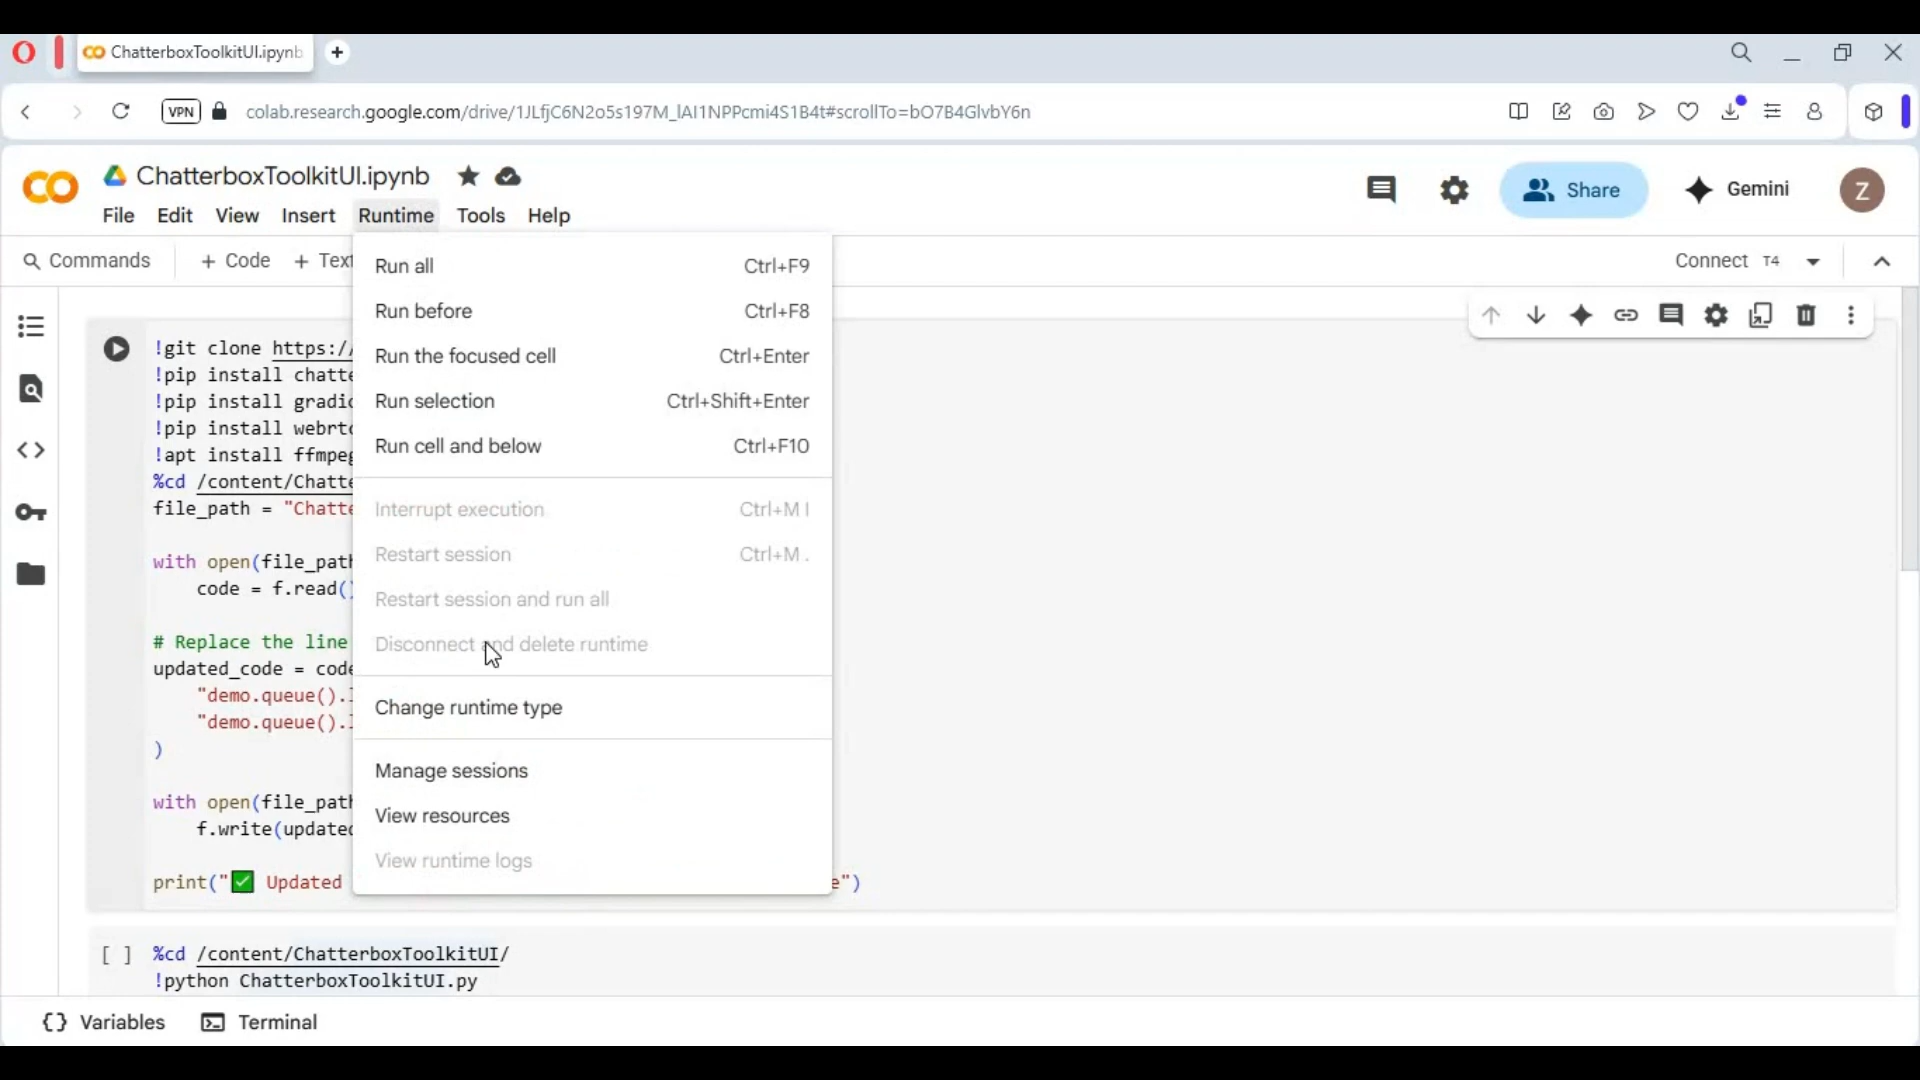 ChatterboxToolkitUI.ipynb
VPN colab.research.google.com/drive/1JLfjC6N2o5s197M_lAI1NPPcmi4S1B4t#scrollTo=bO7B4GlvbY6n
ChatterboxToolkitUI.ipynb
Share Gemini Z
File Edit View Insert Runtime Tools Help
Commands + Code + Text
Connect T4
Run all Ctrl+F9
Run before Ctrl+F8
Run the focused cell Ctrl+Enter
Run selection Ctrl+Shift+Enter
Run cell and below Ctrl+F10
Interrupt execution Ctrl+M I
Restart session Ctrl+M .
Restart session and run all
Disconnect and delete runtime
Change runtime type
Manage sessions
View resources
View runtime logs
!git clone https:/
!pip install chatte
!pip install gradio
!pip install webrtc
!apt install ffmpeg
%cd /content/Chatte
file_path = "Chatte
with open(file_path
code = f.read()
# Replace the line
updated_code = code
"demo.queue().l
"demo.queue().l
)
with open(file_path
f.write(updated
print("✅ Updated e")
[ ] %cd /content/ChatterboxToolkitUI/
!python ChatterboxToolkitUI.py
{} Variables Terminal